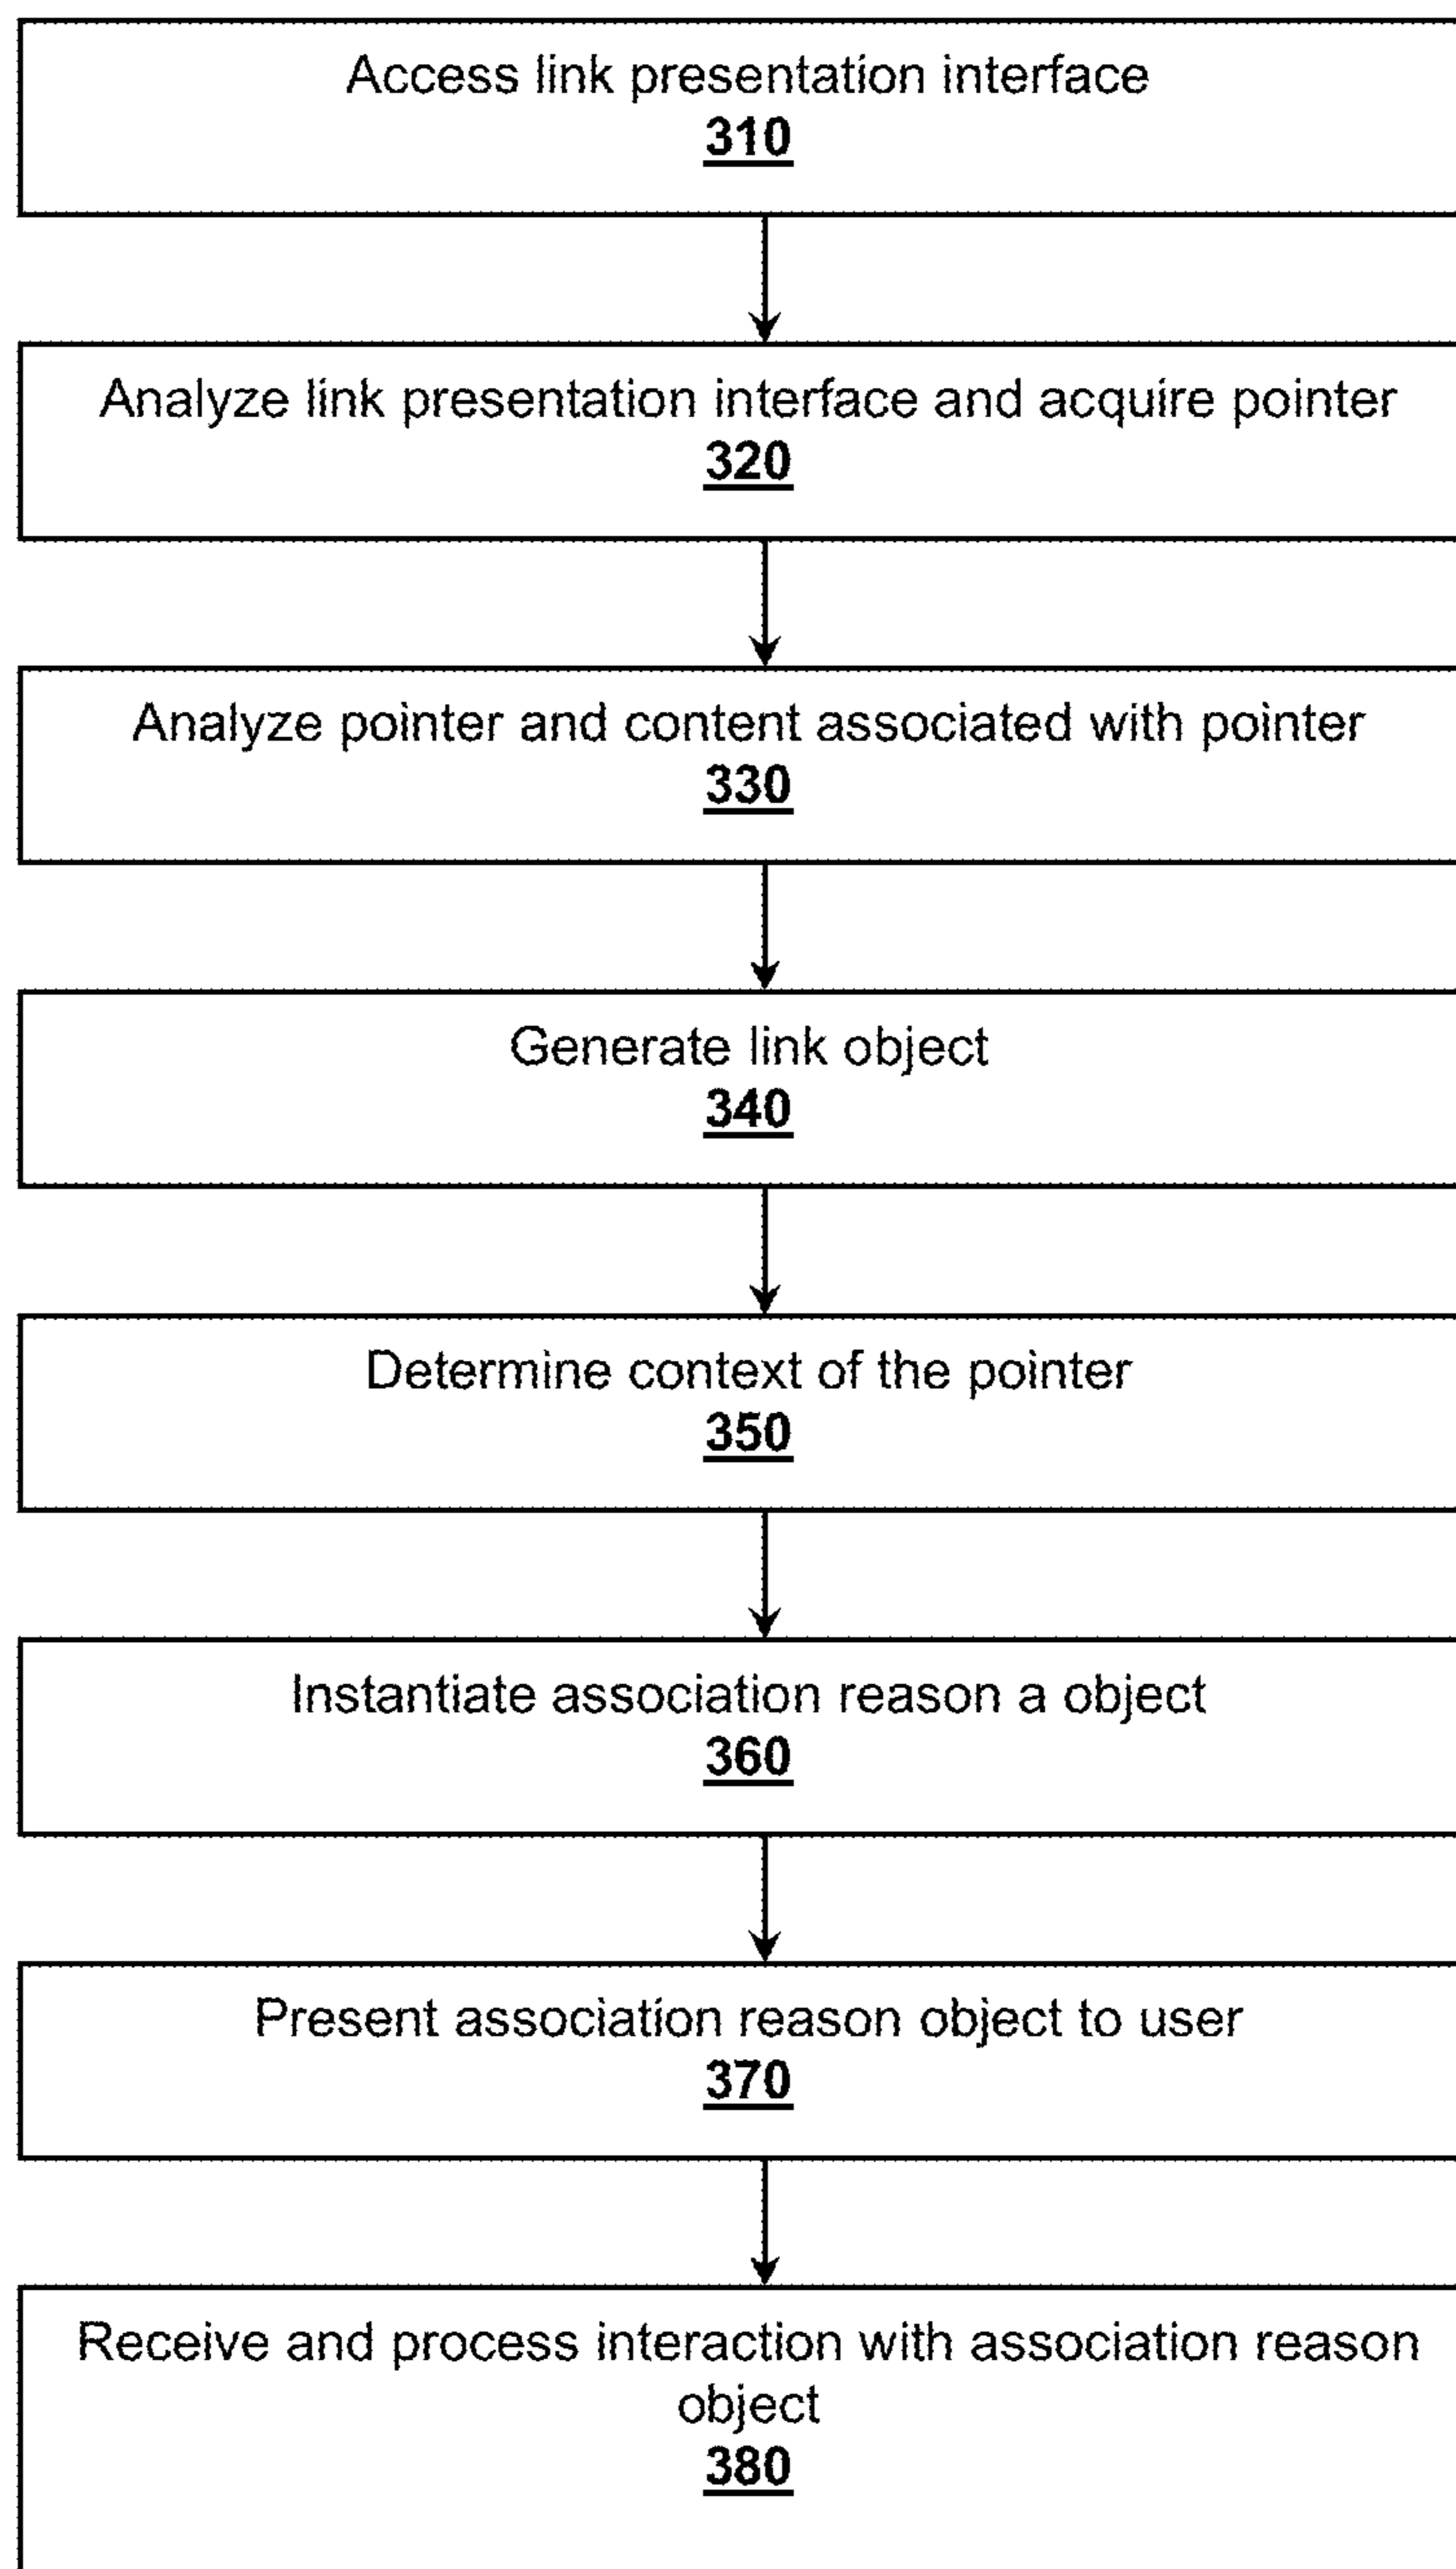 Access link presentation interface
310
Analyze link presentation interface and acquire pointer
320
Analyze pointer and content associated with pointer
330
Generate link object
340
Determine context of the pointer
350
Instantiate association reason a object
360
Present association reason object to user
370
Receive and process interaction with association reason
object
380